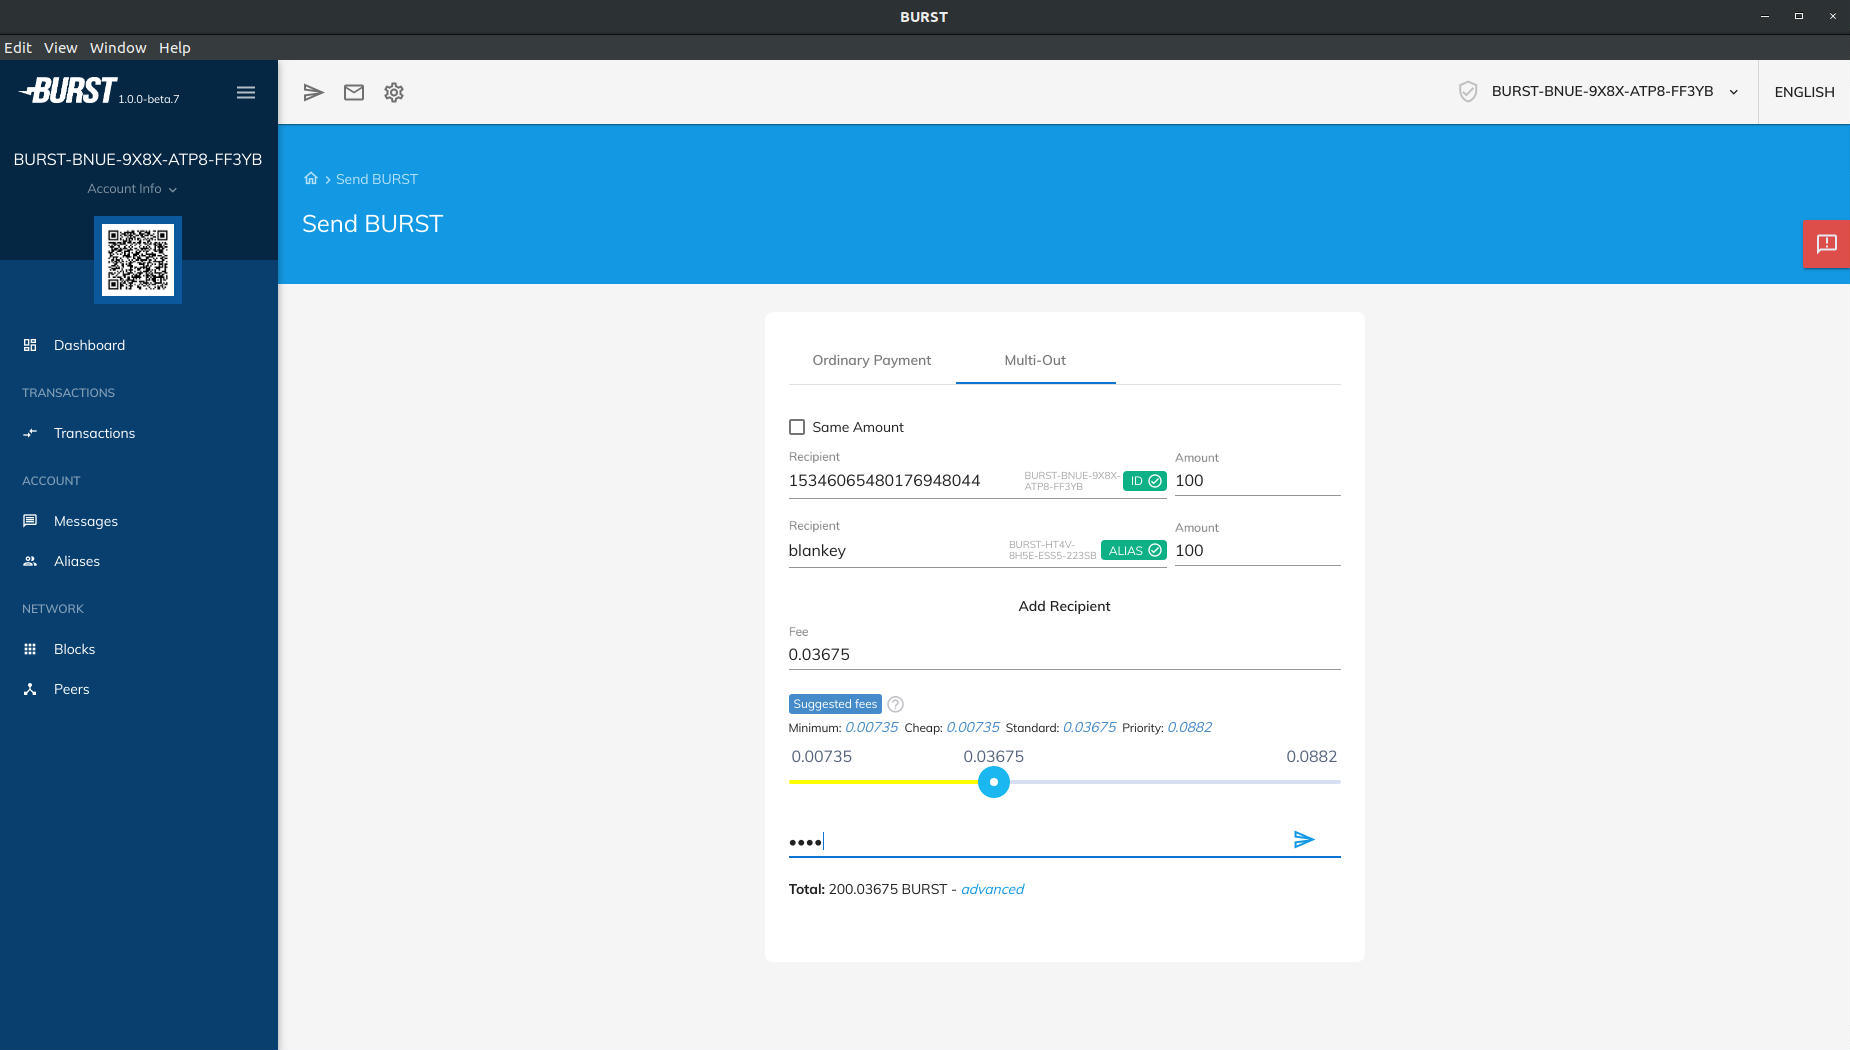 BURST
Edit View Window Help
BURST 1.0.0-beta.7
BURST-BNUE-9X8X-ATP8-FF3YB
ENGLISH
BURST-BNUE-9X8X-ATP8-FF3YB
Account Info
Dashboard
TRANSACTIONS
Transactions
ACCOUNT
Messages
Aliases
NETWORK
Blocks
Peers
Send BURST
Send BURST
Ordinary Payment
Multi-Out
Same Amount
Recipient
Amount
15346065480176948044
BURST-BNUE-9X8X-
ATP8-FF3YB
ID
100
Recipient
Amount
blankey
BURST-HT4V-
8H5E-ESS5-223SB
ALIAS
100
Add Recipient
Fee
0.03675
Suggested fees
Minimum: 0.00735 Cheap: 0.00735 Standard: 0.03675 Priority: 0.0882
0.00735
0.03675
0.0882
••••
Total: 200.03675 BURST - advanced